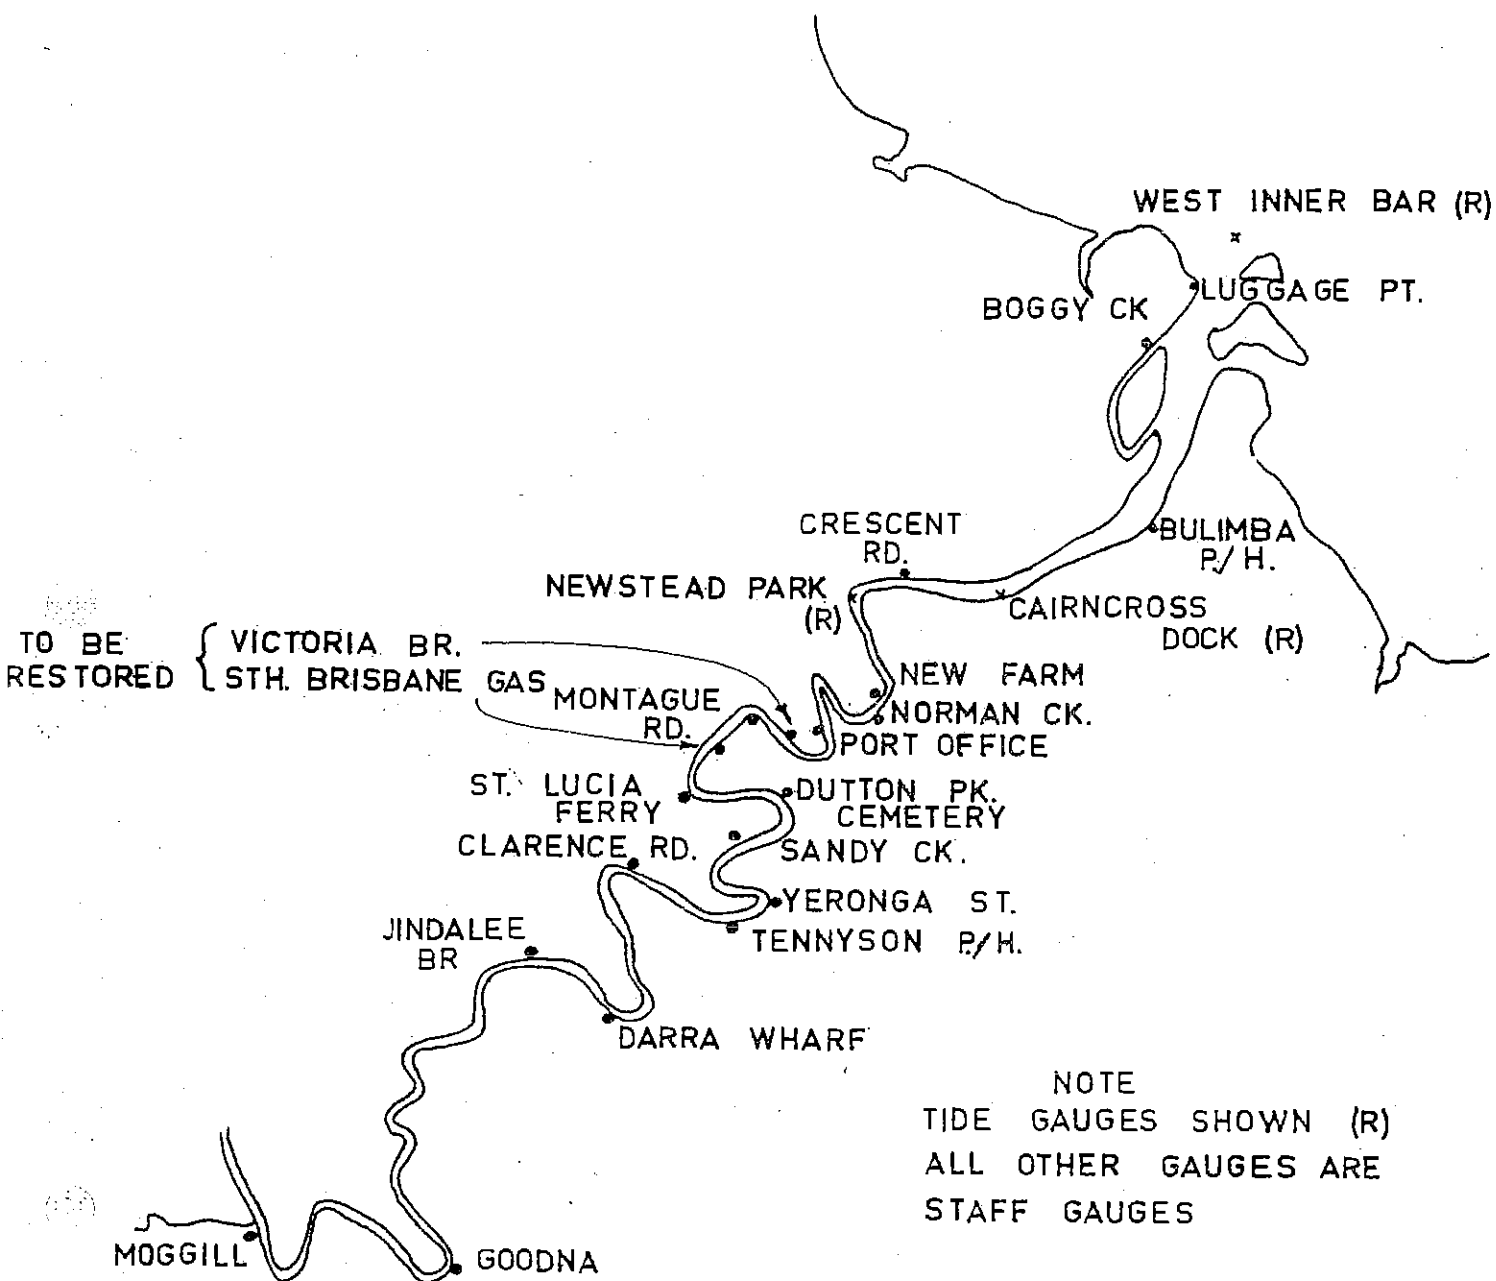 WEST INNER BAR (R)
LUGGAGE PT.
BOGGY CK
CRESCENT
RD.
BULIMBA
P/H.
NEWSTEAD PARK
(R)
CAIRNCROSS
DOCK (R)
TO BE
RESTORED
VICTORIA BR.
STH. BRISBANE GAS
MONTAGUE
RD.
NEW FARM
NORMAN CK.
PORT OFFICE
ST. LUCIA
FERRY
DUTTON PK.
CEMETERY
CLARENCE RD.
SANDY CK.
YERONGA ST.
TENNYSON P/H.
JINDALEE
BR
DARRA WHARF
NOTE
TIDE GAUGES SHOWN (R)
ALL OTHER GAUGES ARE
STAFF GAUGES
MOGGILL
GOODNA